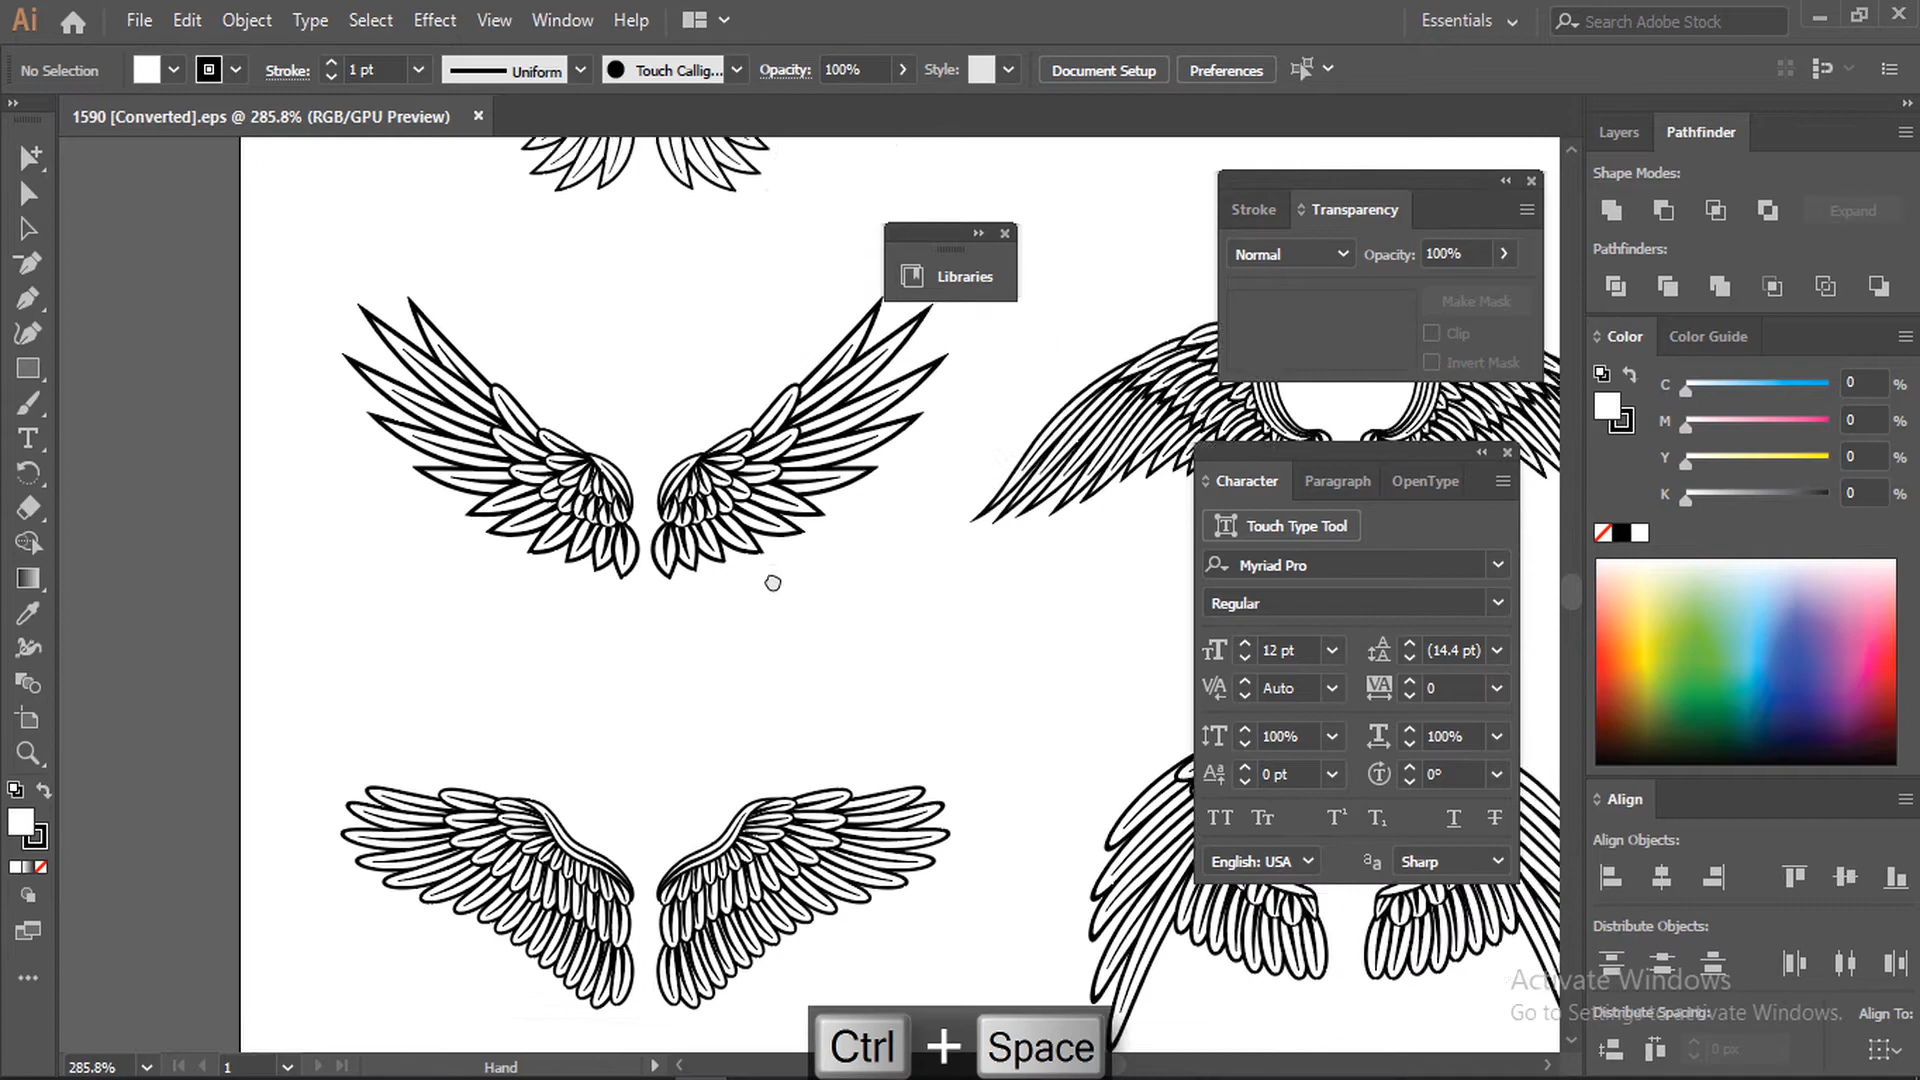 Ai File Edit Object Type Select Effect View Window Help Essentials Search Adobe Stock
No Selection Stroke: 1 pt Uniform Touch Callig... Opacity: 100% Style: Document Setup Preferences
1590 [Converted].eps @ 285.8% (RGB/GPU Preview)
Layers Pathfinder
Shape Modes:
Expand
Pathfinders:
Libraries
Stroke Transparency
Normal Opacity: 100%
Make Mask
Clip
Invert Mask
Color Color Guide
C 0 %
M 0 %
Y 0 %
K 0 %
Character Paragraph OpenType
Touch Type Tool
Myriad Pro
Regular
12 pt (14.4 pt)
Auto 0
100% 100%
0 pt 0°
English: USA Sharp
Align
Align Objects:
Distribute Objects:
Activate Windows
Go to Settings to activate Windows.
Distribute Spacing: Align To:
0 px
Ctrl + Space
285.8% 1 Hand